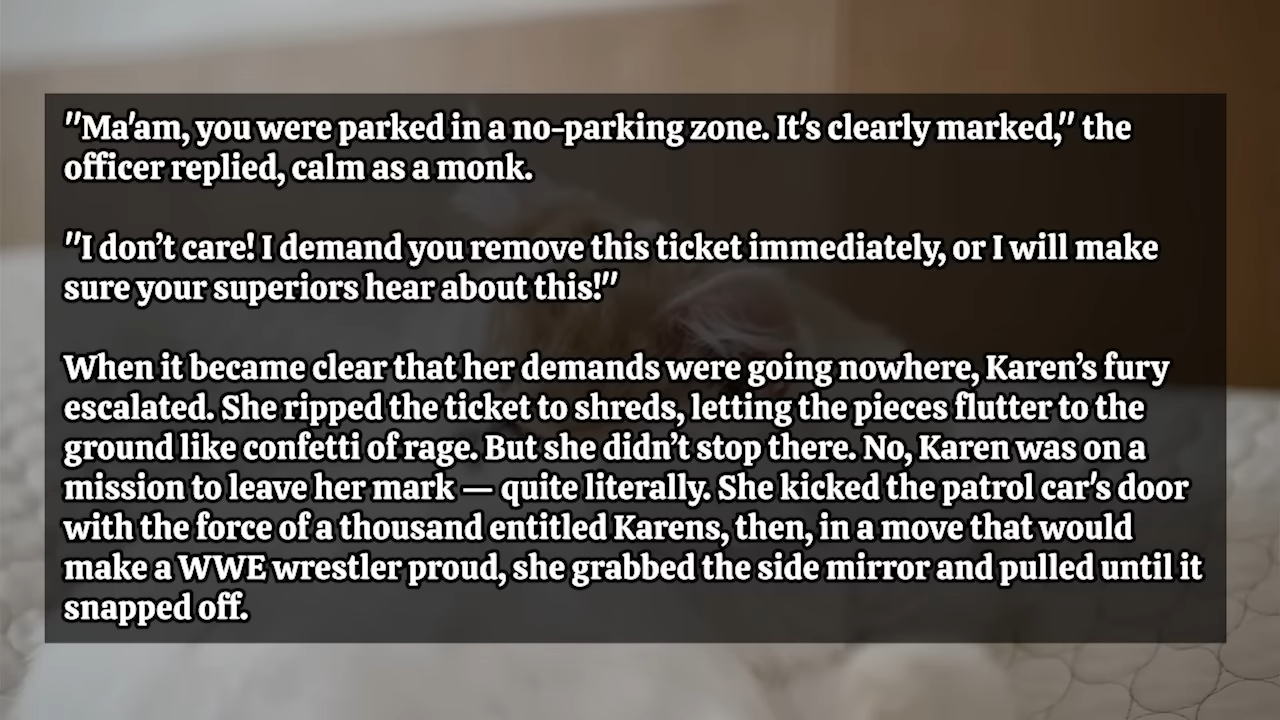 "Ma'am, you were parked in a no-parking zone. It's clearly marked," the
officer replied, calm as a monk.
"I don’t care! I demand you remove this ticket immediately, or I will make
sure your superiors hear about this!"
When it became clear that her demands were going nowhere, Karen’s fury
escalated. She ripped the ticket to shreds, letting the pieces flutter to the
ground like confetti of rage. But she didn’t stop there. No, Karen was on a
mission to leave her mark — quite literally. She kicked the patrol car's door
with the force of a thousand entitled Karens, then, in a move that would
make a WWE wrestler proud, she grabbed the side mirror and pulled until it
snapped off.